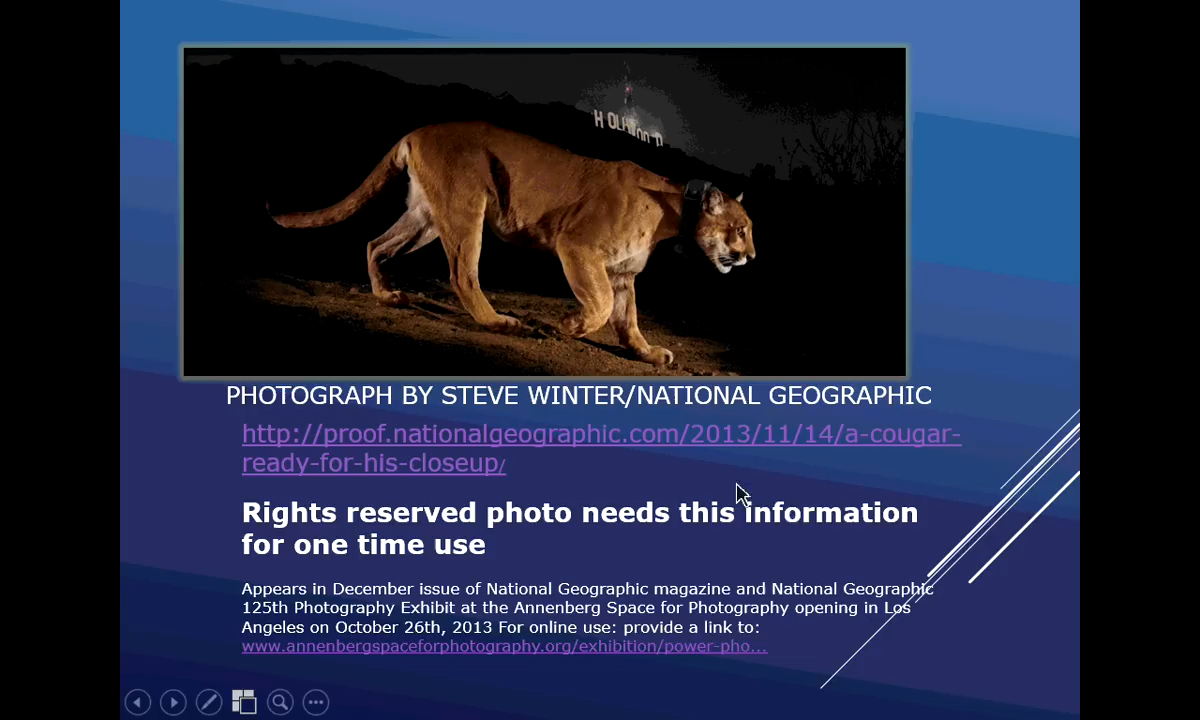 HOLLYWOOD
PHOTOGRAPH BY STEVE WINTER/NATIONAL GEOGRAPHIC
http://proof.nationalgeographic.com/2013/11/14/a-cougar-
ready-for-his-closeup/
Rights reserved photo needs this information
for one time use
Appears in December issue of National Geographic magazine and National Geographic
125th Photography Exhibit at the Annenberg Space for Photography opening in Los
Angeles on October 26th, 2013 For online use: provide a link to:
www.annenbergspaceforphotography.org/exhibition/power-pho...